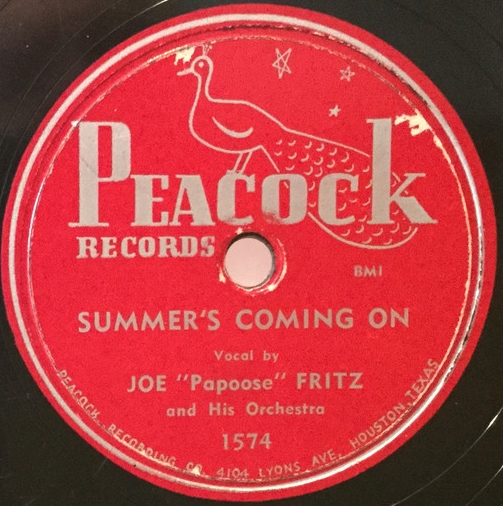 PEACOCK
RECORDS
BMI
SUMMER'S COMING ON
Vocal by
JOE "Papoose" FRITZ
and His Orchestra
1574
PEACOCK RECORDING CO. 4104 LYONS AVE. HOUSTON, TEXAS